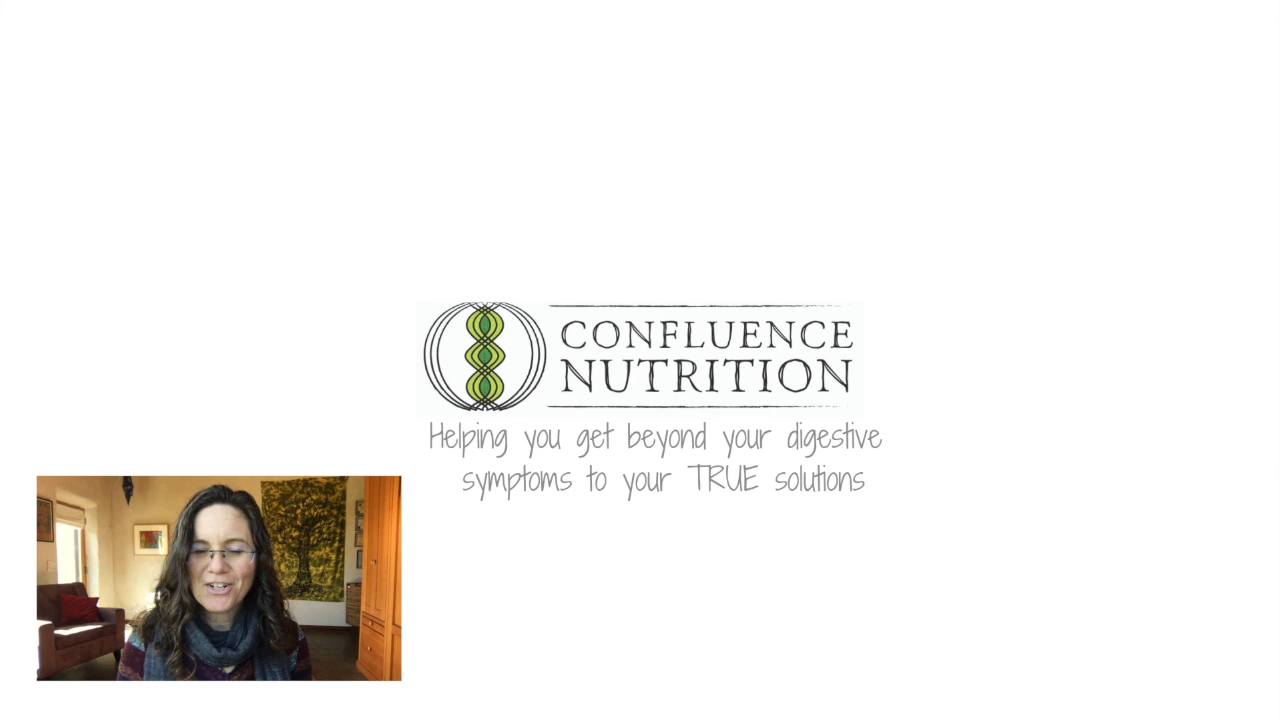 CONFLUENCE
NUTRITION
Helping you get beyond your digestive
symptoms to your TRUE solutions